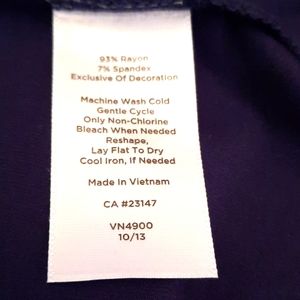 93% Rayon
7% Spandex
Exclusive Of Decoration
Machine Wash Cold
Gentle Cycle
Only Non-Chlorine
Bleach When Needed
Reshape,
Lay Flat To Dry
Cool Iron, If Needed
Made In Vietnam
CA #23147
VN4900
10/13